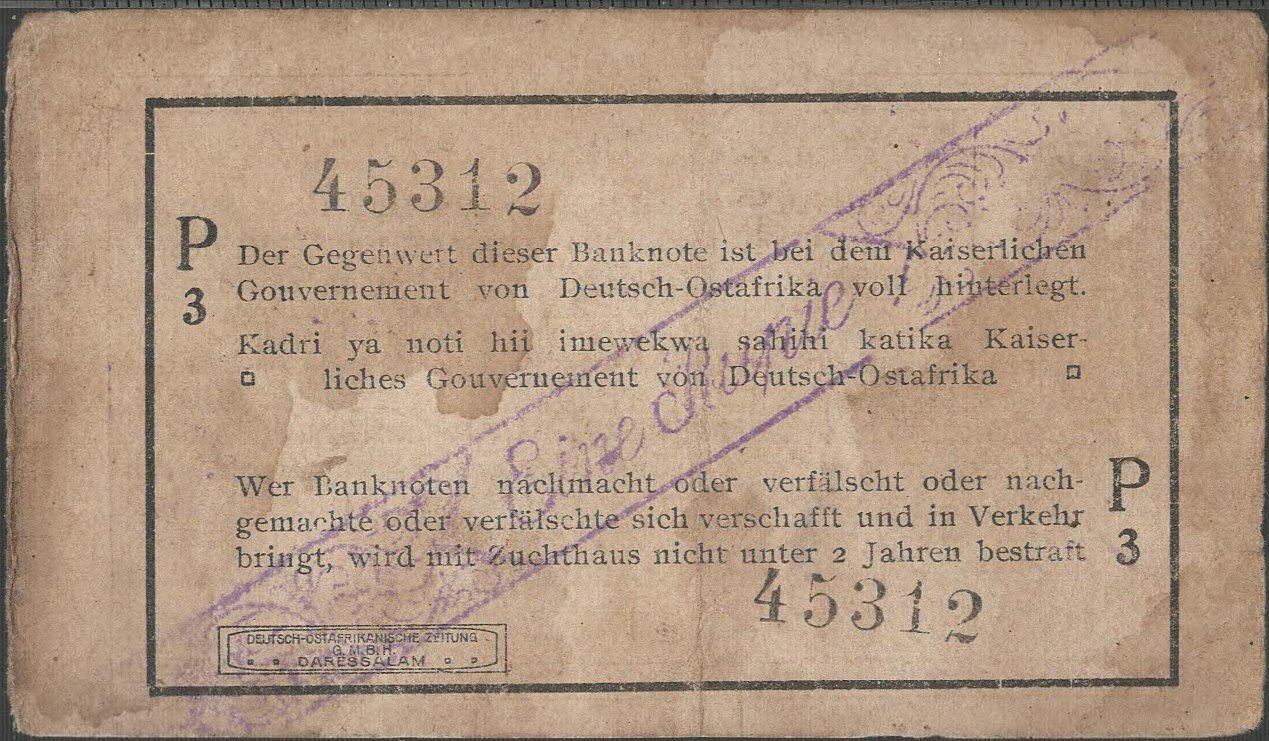 45312
P
3
Der Gegenwert dieser Banknote ist bei dem Kaiserlichen
Gouvernement von Deutsch-Ostafrika voll hinterlegt.
Kadri ya noti hii imewekwa sahihi katika Kaiser-
liches Gouvernement von Deutsch-Ostafrika
Eine Rupie
Wer Banknoten nachmacht oder verfälscht oder nach-
gemachte oder verfälschte sich verschafft und in Verkehr
bringt, wird mit Zuchthaus nicht unter 2 Jahren bestraft
P
3
45312
DEUTSCH-OSTAFRIKANISCHE ZEITUNG
G.M.B.H.
DARESSALAM